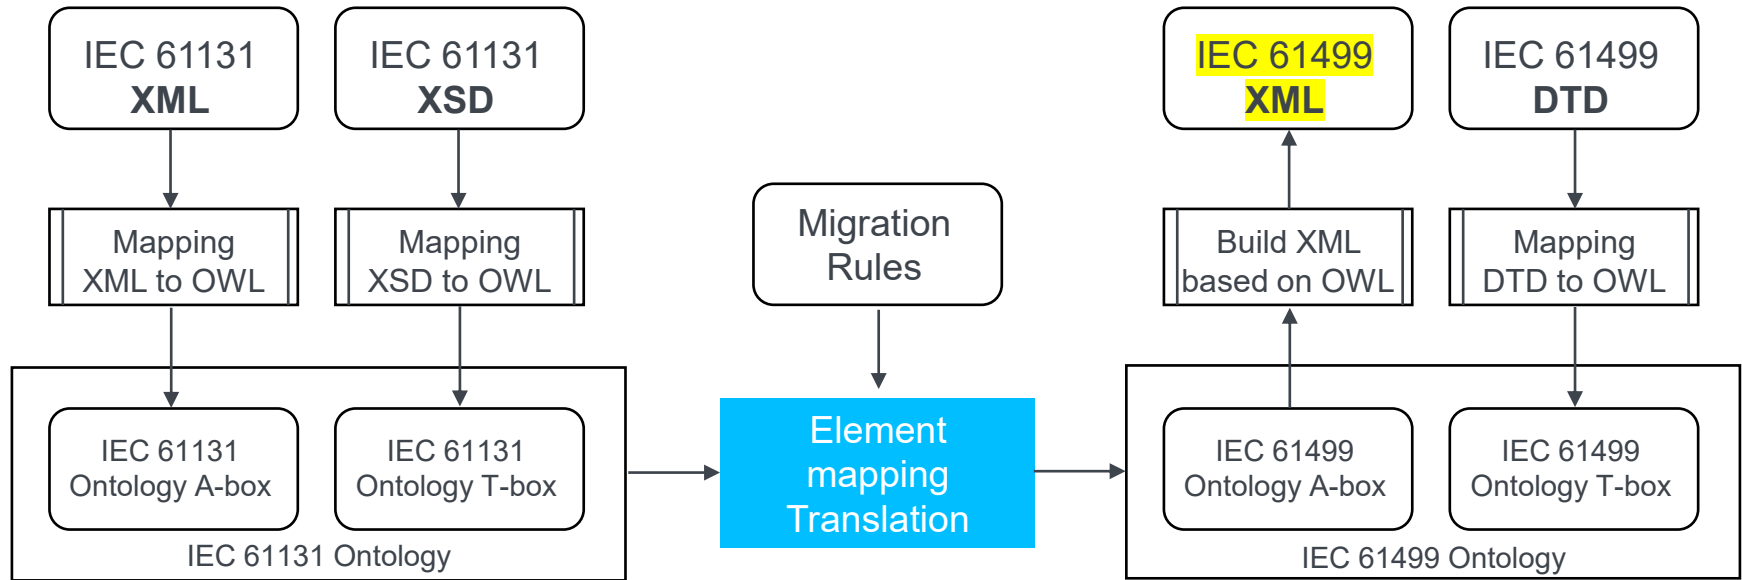 IEC 61131
XML
IEC 61131
XSD
IEC 61499
XML
IEC 61499
DTD
Mapping
XML to OWL
Mapping
XSD to OWL
Migration
Rules
Build XML
based on OWL
Mapping
DTD to OWL
IEC 61131
Ontology A-box
IEC 61131
Ontology T-box
IEC 61131 Ontology
Element
mapping
Translation
IEC 61499
Ontology A-box
IEC 61499
Ontology T-box
IEC 61499 Ontology